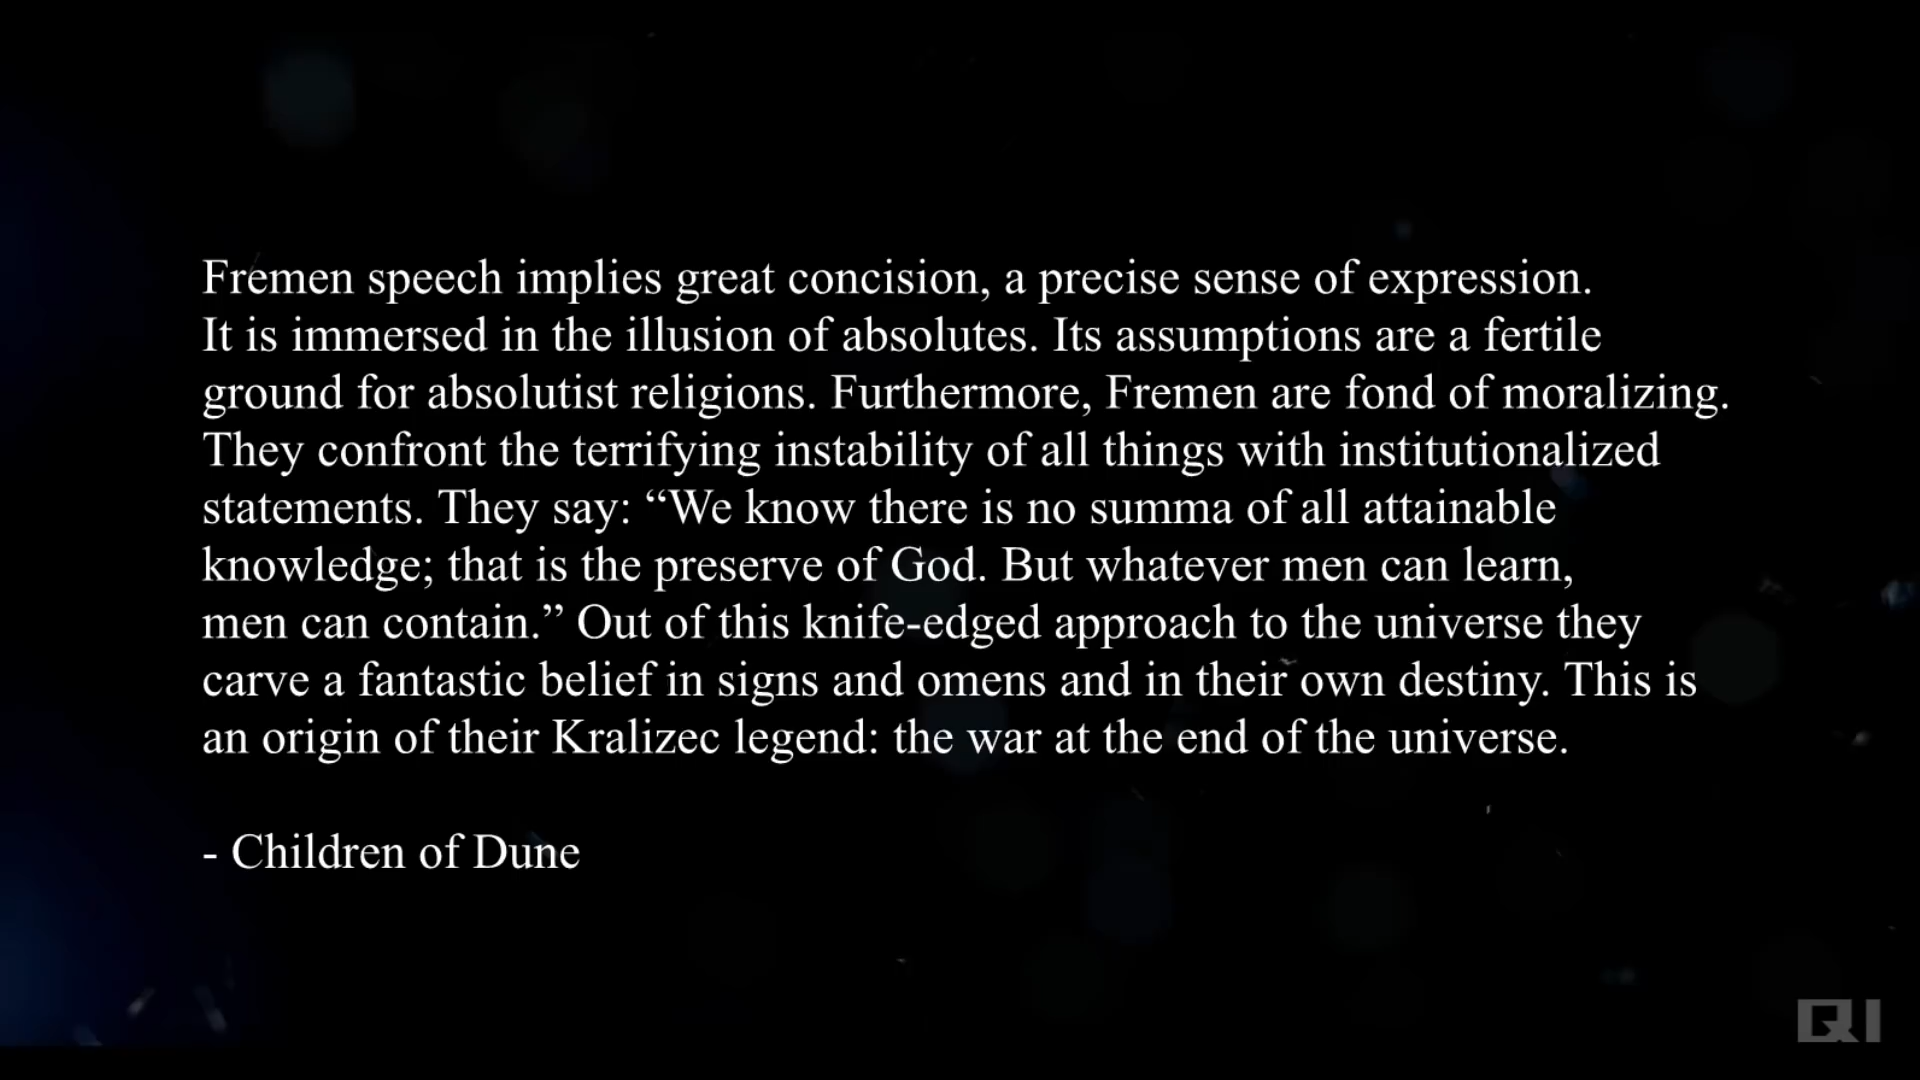 Fremen speech implies great concision, a precise sense of expression.
It is immersed in the illusion of absolutes. Its assumptions are a fertile
ground for absolutist religions. Furthermore, Fremen are fond of moralizing.
They confront the terrifying instability of all things with institutionalized
statements. They say: “We know there is no summa of all attainable
knowledge; that is the preserve of God. But whatever men can learn,
men can contain.” Out of this knife-edged approach to the universe they
carve a fantastic belief in signs and omens and in their own destiny. This is
an origin of their Kralizec legend: the war at the end of the universe.
- Children of Dune
QI